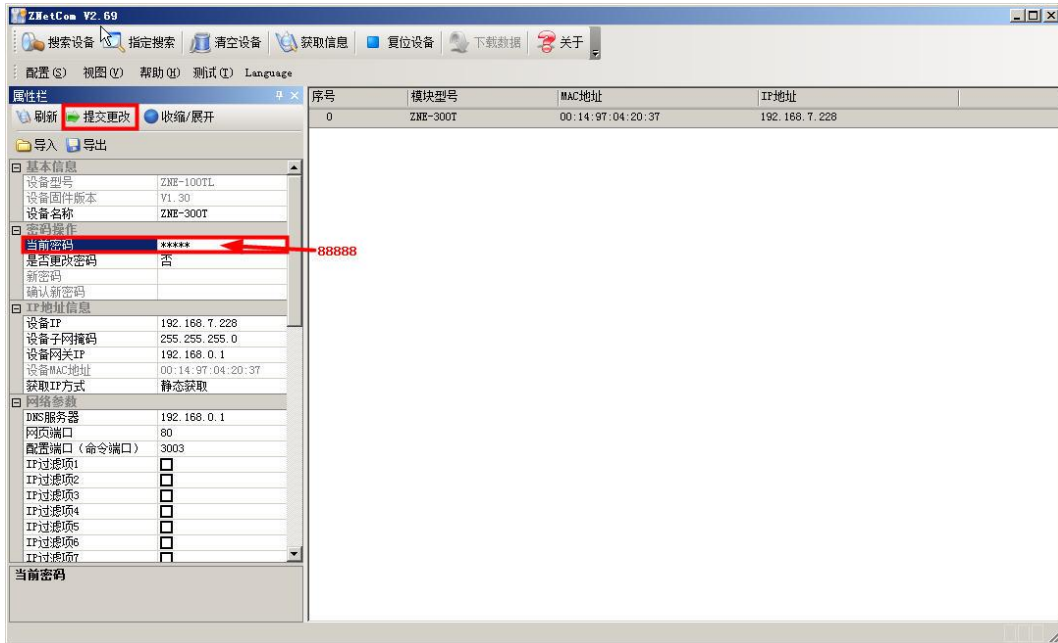 ZNetCom V2.69
搜索设备 指定搜索 清空设备 获取信息 复位设备 下载数据 关于
配置(S) 视图(V) 帮助(H) 测试(T) Language
属性栏
刷新 提交更改 收缩/展开
导入 导出
基本信息
设备型号 ZNE-100TL
设备固件版本 V1.30
设备名称 ZNE-300T
密码操作
当前密码 *****
是否更改密码 否
新密码
确认新密码
IP地址信息
设备IP 192.168.7.228
设备子网掩码 255.255.255.0
设备网关IP 192.168.0.1
设备MAC地址 00:14:97:04:20:37
获取IP方式 静态获取
网络参数
DNS服务器 192.168.0.1
网页端口 80
配置端口（命令端口） 3003
IP过滤项1
IP过滤项2
IP过滤项3
IP过滤项4
IP过滤项5
IP过滤项6
IP过滤项7
当前密码
88888
序号 模块型号 MAC地址 IP地址
0 ZNE-300T 00:14:97:04:20:37 192.168.7.228